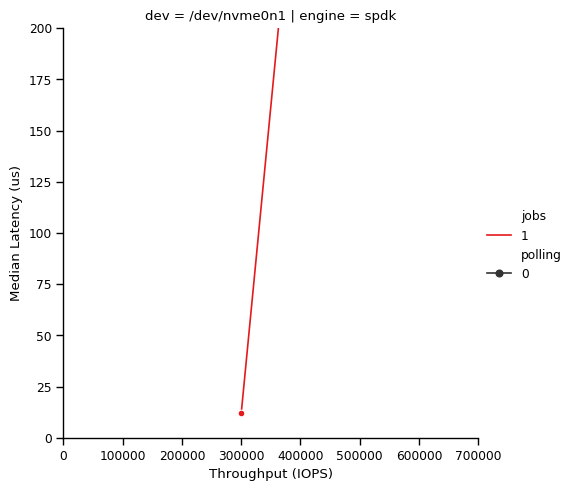 dev = /dev/nvme0n1 | engine = spdk
200
175
150
125
100
75
50
25
0
Median Latency (us)
0 100000 200000 300000 400000 500000 600000 700000
Throughput (IOPS)
jobs
1
polling
0